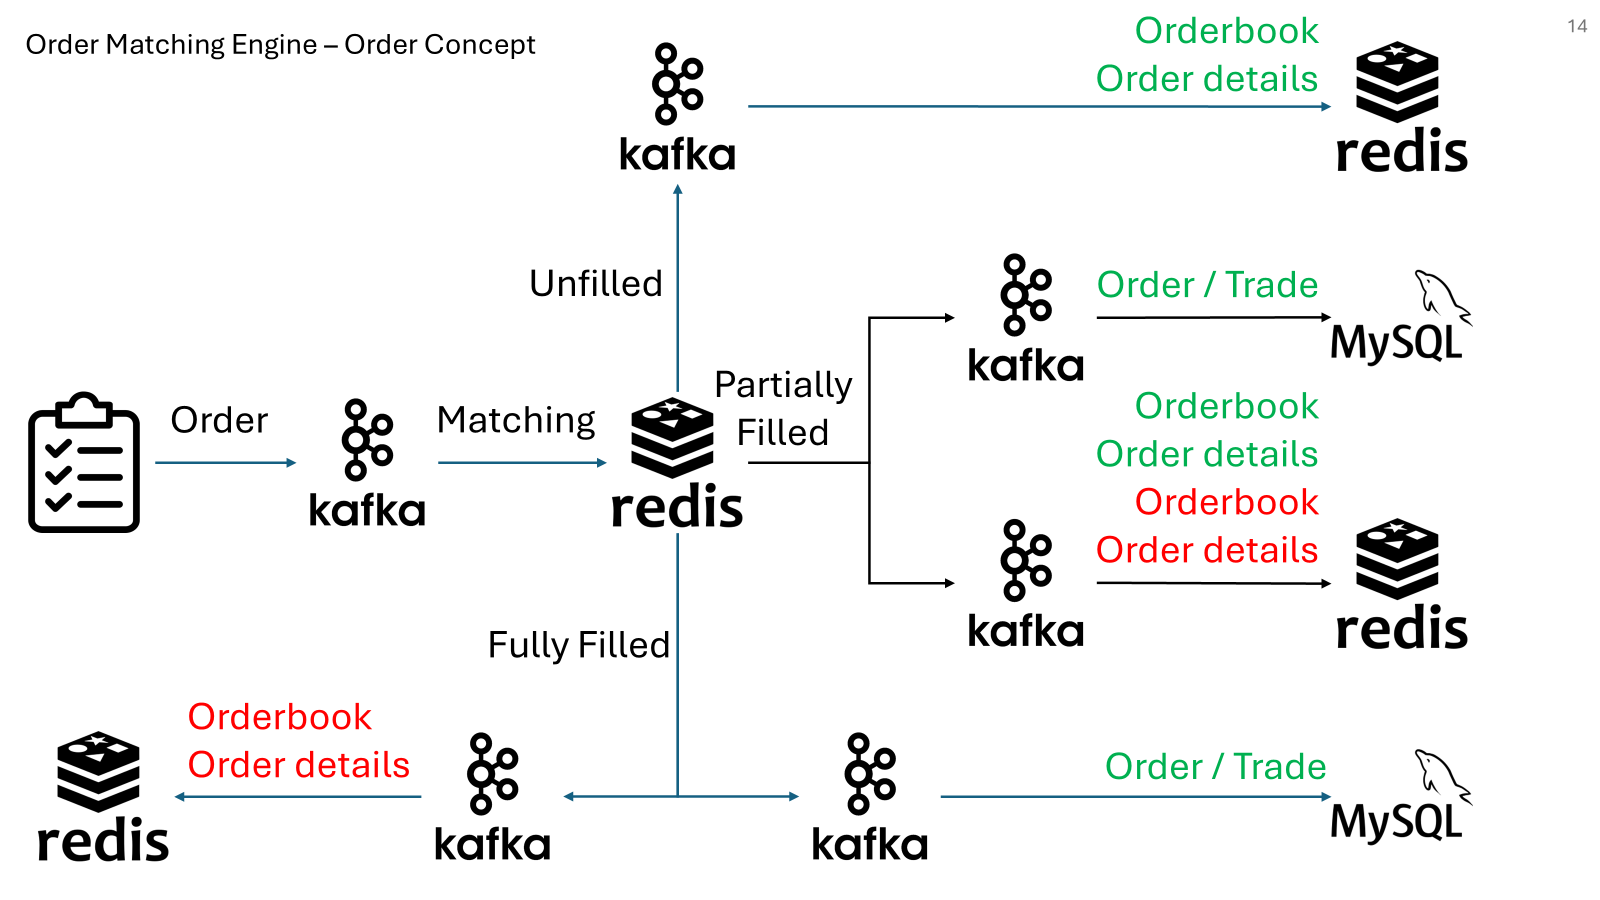 Order Matching Engine – Order Concept
14
Orderbook
Order details
kafka
redis
Unfilled
Order / Trade
kafka
MySQL
Partially
Filled
Order
Matching
kafka
redis
Orderbook
Order details
Orderbook
Order details
kafka
redis
Fully Filled
Orderbook
Order details
redis
kafka
kafka
Order / Trade
MySQL